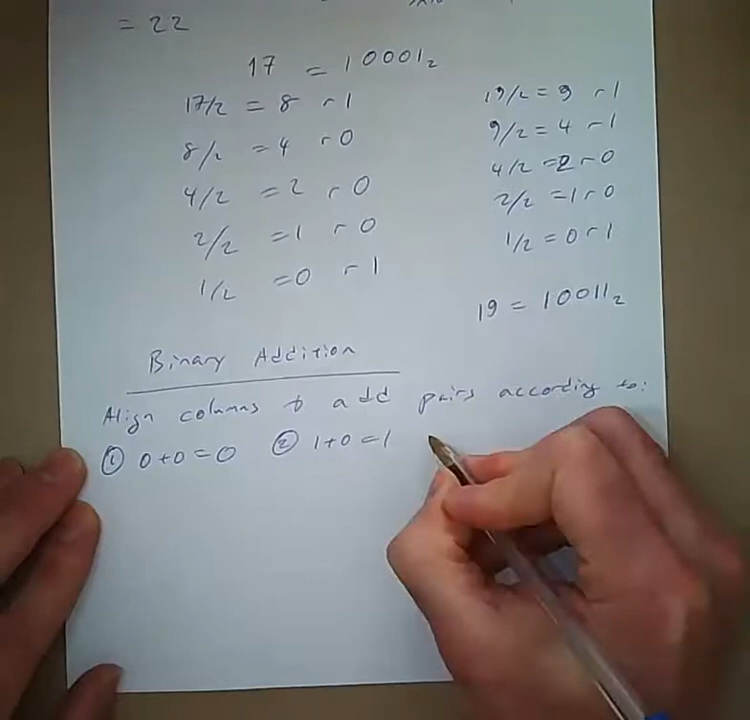 = 22
17 = 10001₂
17/2 = 8 r 1
8/2 = 4 r 0
4/2 = 2 r 0
2/2 = 1 r 0
1/2 = 0 r 1
19/2 = 9 r 1
9/2 = 4 r 1
4/2 = 2 r 0
2/2 = 1 r 0
1/2 = 0 r 1
19 = 10011₂
Binary Addition
Align columns & add pairs according to:
① 0+0=0 ② 1+0=1